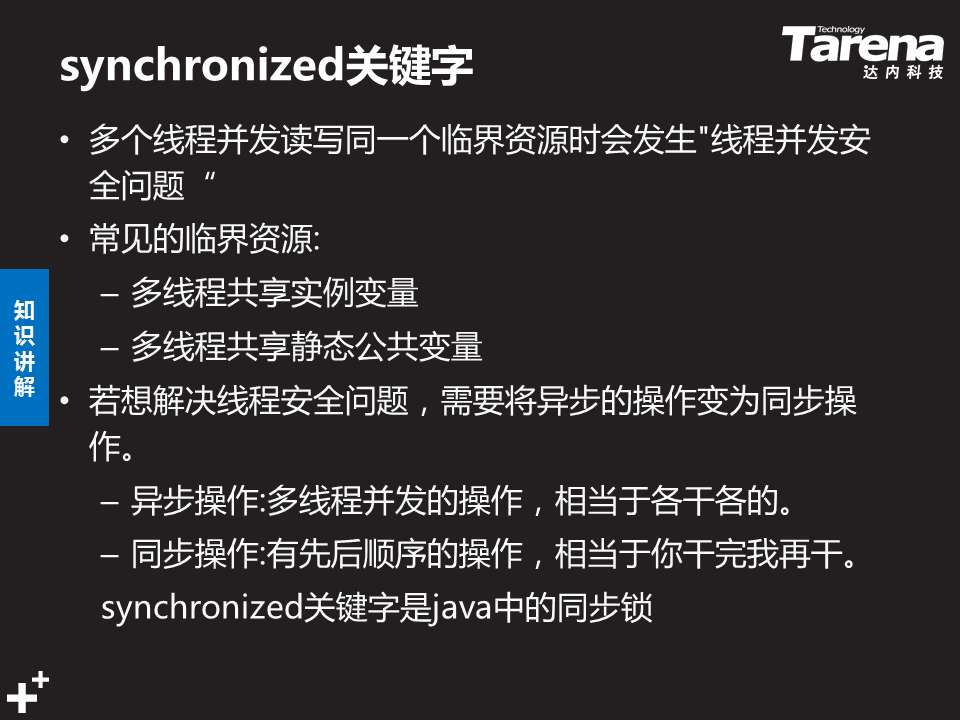 synchronized关键字
Technology
Tarena
达内科技
• 多个线程并发读写同一个临界资源时会发生"线程并发安
全问题“
• 常见的临界资源:
– 多线程共享实例变量
– 多线程共享静态公共变量
• 若想解决线程安全问题，需要将异步的操作变为同步操
作。
– 异步操作:多线程并发的操作，相当于各干各的。
– 同步操作:有先后顺序的操作，相当于你干完我再干。
synchronized关键字是java中的同步锁
知
识
讲
解